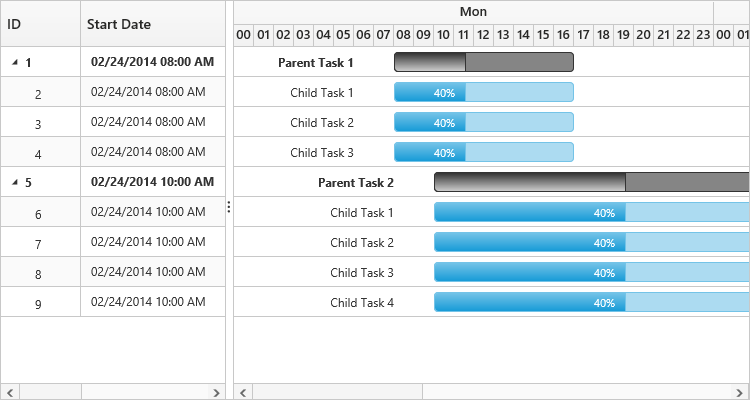 ID Start Date
Mon
00 01 02 03 04 05 06 07 08 09 10 11 12 13 14 15 16 17 18 19 20 21 22 23 00 01
1 02/24/2014 08:00 AM Parent Task 1
2 02/24/2014 08:00 AM Child Task 1 40%
3 02/24/2014 08:00 AM Child Task 2 40%
4 02/24/2014 08:00 AM Child Task 3 40%
5 02/24/2014 10:00 AM Parent Task 2
6 02/24/2014 10:00 AM Child Task 1 40%
7 02/24/2014 10:00 AM Child Task 2 40%
8 02/24/2014 10:00 AM Child Task 3 40%
9 02/24/2014 10:00 AM Child Task 4 40%